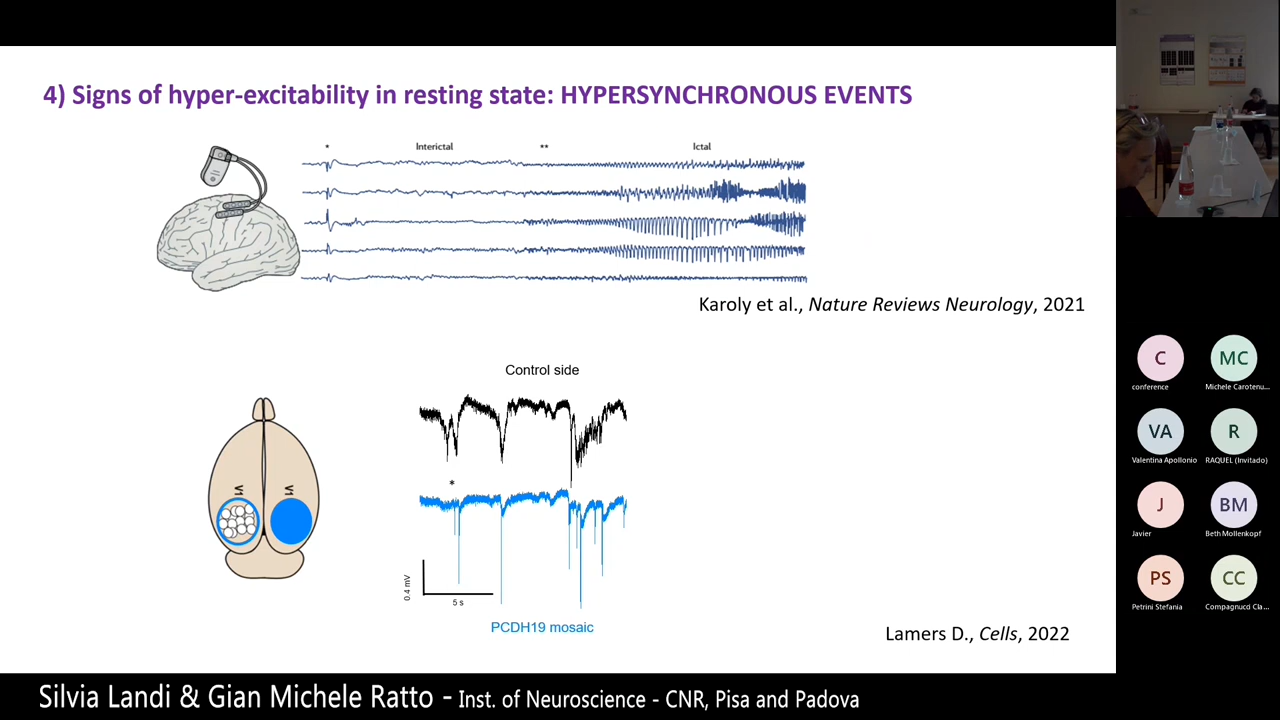 4) Signs of hyper-excitability in resting state: HYPERSYNCHRONOUS EVENTS
* Interictal ** Ictal
Karoly et al., Nature Reviews Neurology, 2021
Control side
*
V1 V1
0.4 mV
5 s
PCDH19 mosaic
Lamers D., Cells, 2022
C MC
conference Michele Carotenu...
VA R
Valentina Apollonio RAQUEL (Invitado)
J BM
Javier Beth Mollenkopf
PS CC
Petrini Stefania Compagnucci Cla...
Silvia Landi & Gian Michele Ratto - Inst. of Neuroscience - CNR, Pisa and Padova